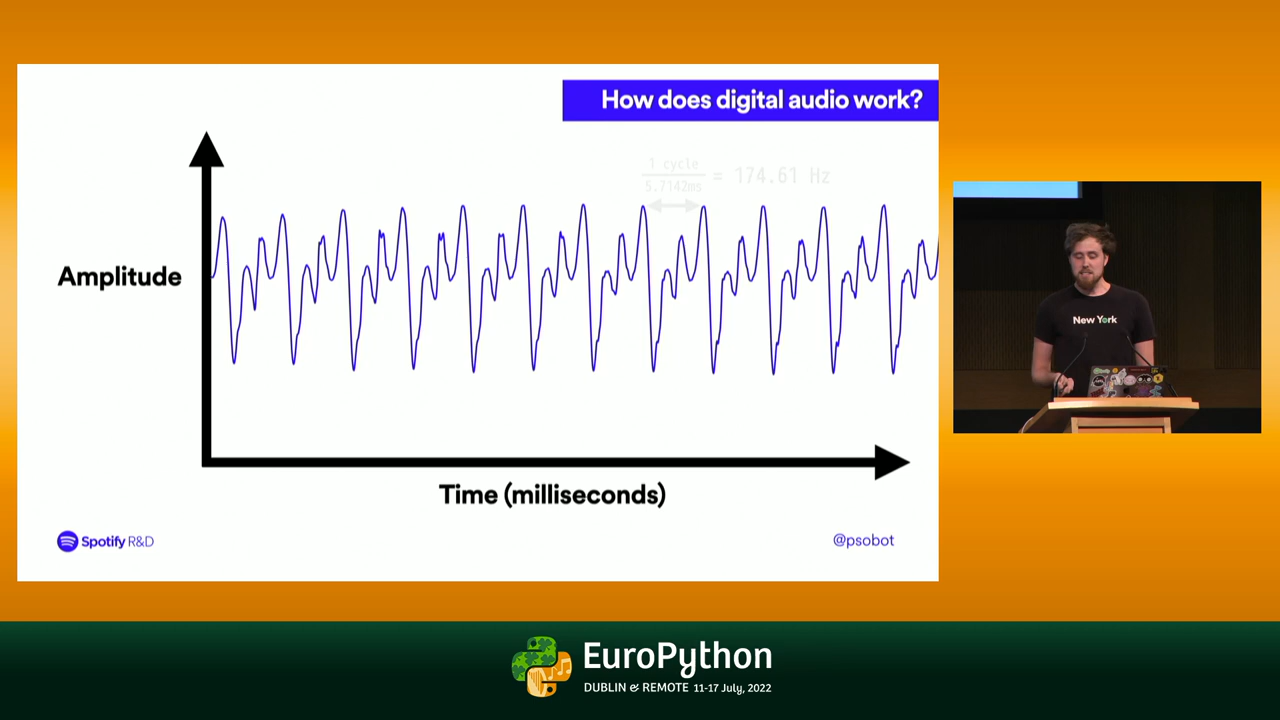 How does digital audio work?
1 cycle
5.7142ms
= 174.61 Hz
Amplitude
Time (milliseconds)
Spotify R&D
@psobot
New York
EuroPython
DUBLIN & REMOTE 11-17 July, 2022